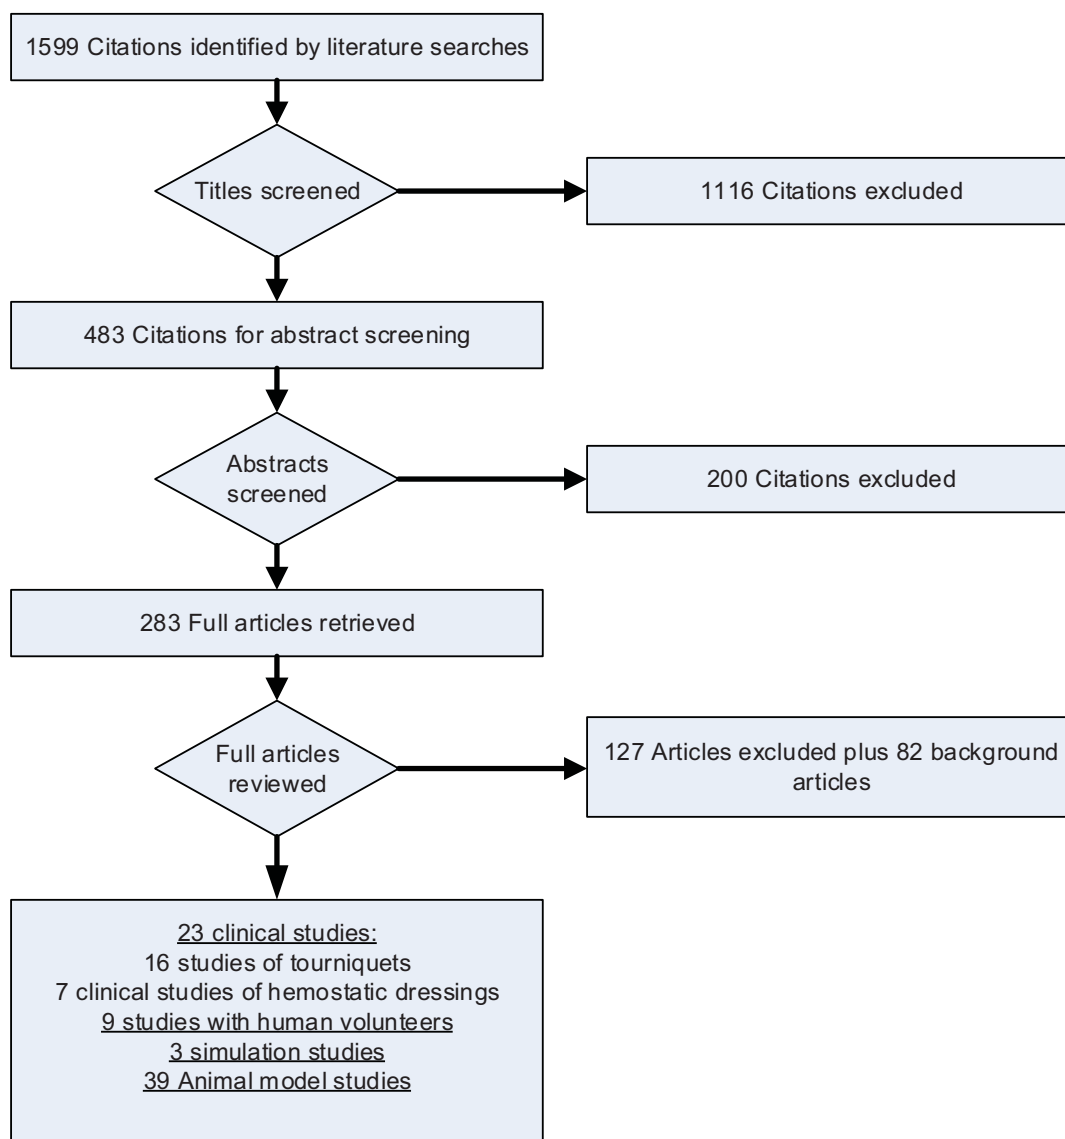 1599 Citations identified by literature searches
Titles screened
1116 Citations excluded
483 Citations for abstract screening
Abstracts
screened
200 Citations excluded
283 Full articles retrieved
Full articles
reviewed
127 Articles excluded plus 82 background
articles
23 clinical studies:
16 studies of tourniquets
7 clinical studies of hemostatic dressings
9 studies with human volunteers
3 simulation studies
39 Animal model studies